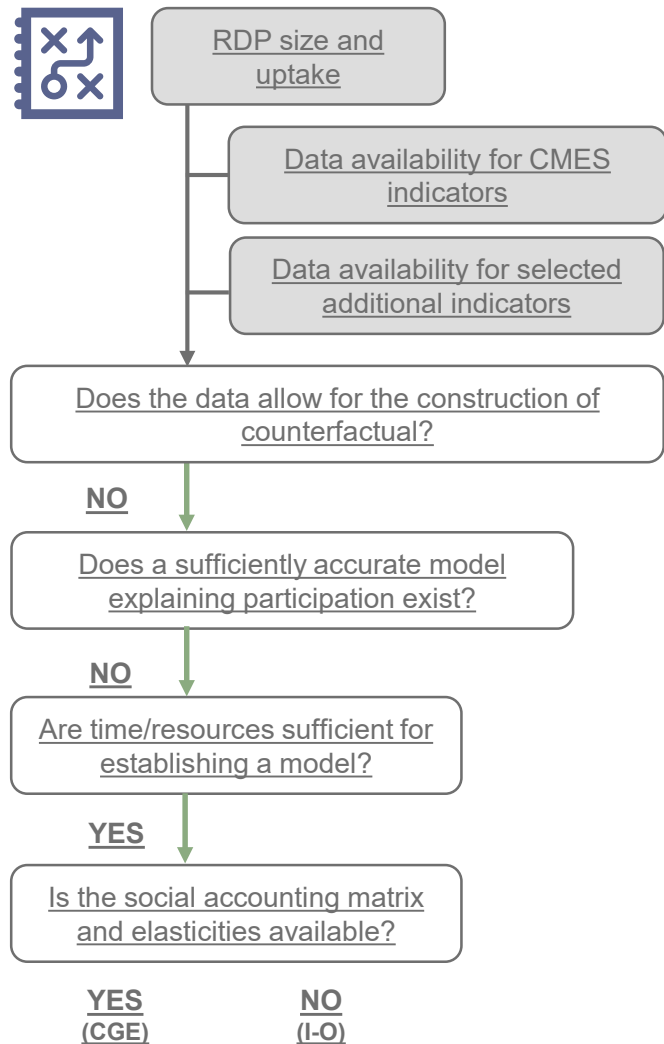 RDP size and
uptake
Data availability for CMES
indicators
Data availability for selected
additional indicators
Does the data allow for the construction of
counterfactual?
NO
Does a sufficiently accurate model
explaining participation exist?
NO
Are time/resources sufficient for
establishing a model?
YES
Is the social accounting matrix
and elasticities available?
YES NO
(CGE) (I-O)